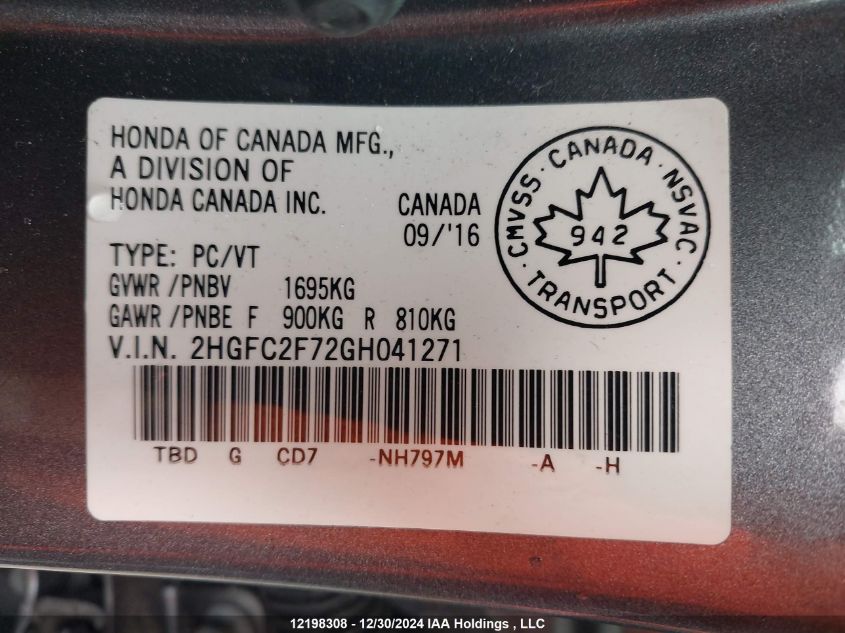 HONDA OF CANADA MFG.,
A DIVISION OF
HONDA CANADA INC.
CANADA
09/'16
TYPE: PC/VT
GVWR/PNBV 1695KG
GAWR/PNBE F 900KG R 810KG
V.I.N. 2HGFC2F72GH041271
TBD G CD7 -NH797M -A -H
CMVSS · CANADA · NSVAC · TRANSPORT ·
942
12198308 - 12/30/2024 IAA Holdings , LLC